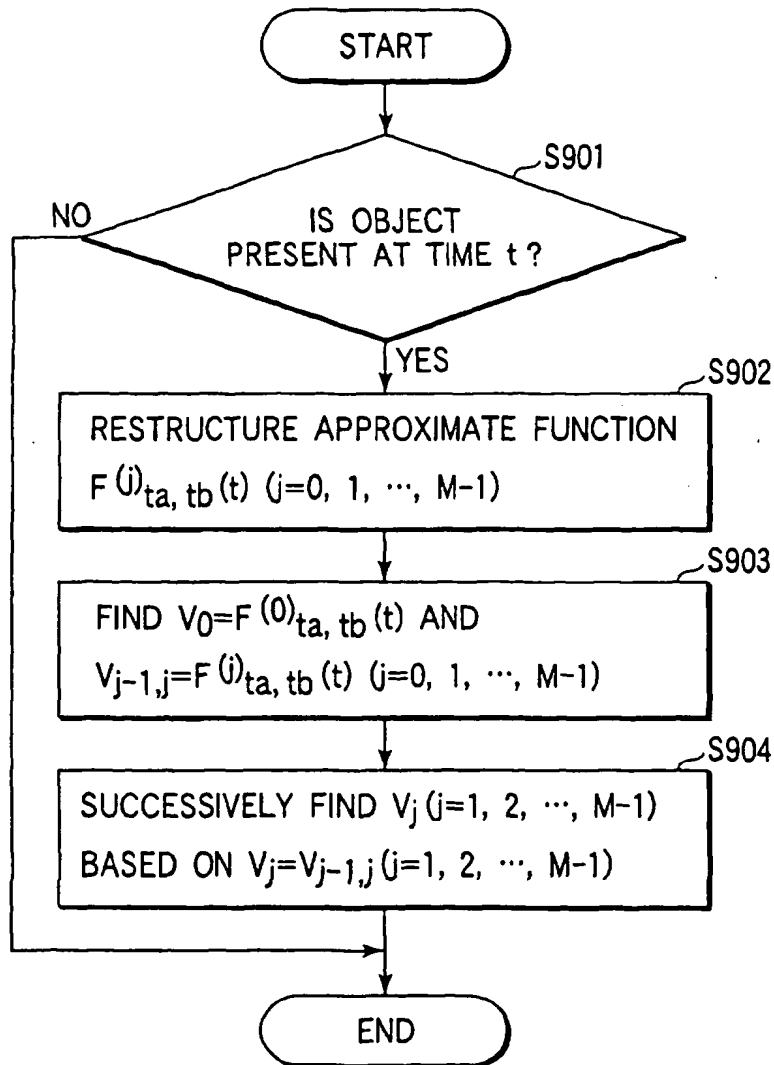 START
S901
NO
IS OBJECT
PRESENT AT TIME t?
YES
S902
RESTRUCTURE APPROXIMATE FUNCTION
F(j)ta, tb(t) (j=0, 1, ⋯, M-1)
S903
FIND V0=F(0)ta, tb(t) AND
Vj-1,j=F(j)ta, tb(t) (j=0, 1, ⋯, M-1)
S904
SUCCESSIVELY FIND Vj(j=1, 2, ⋯, M-1)
BASED ON Vj=Vj-1,j(j=1, 2, ⋯, M-1)
END